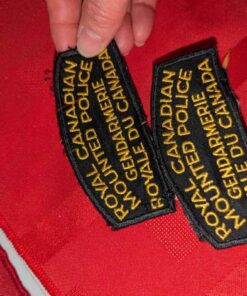 ROYAL CANADIAN
MOUNTED POLICE
GENDARMERIE
ROYALE DU CANADA
ROYAL CANADIAN
MOUNTED POLICE
GENDARMERIE
ROYALE DU CANADA